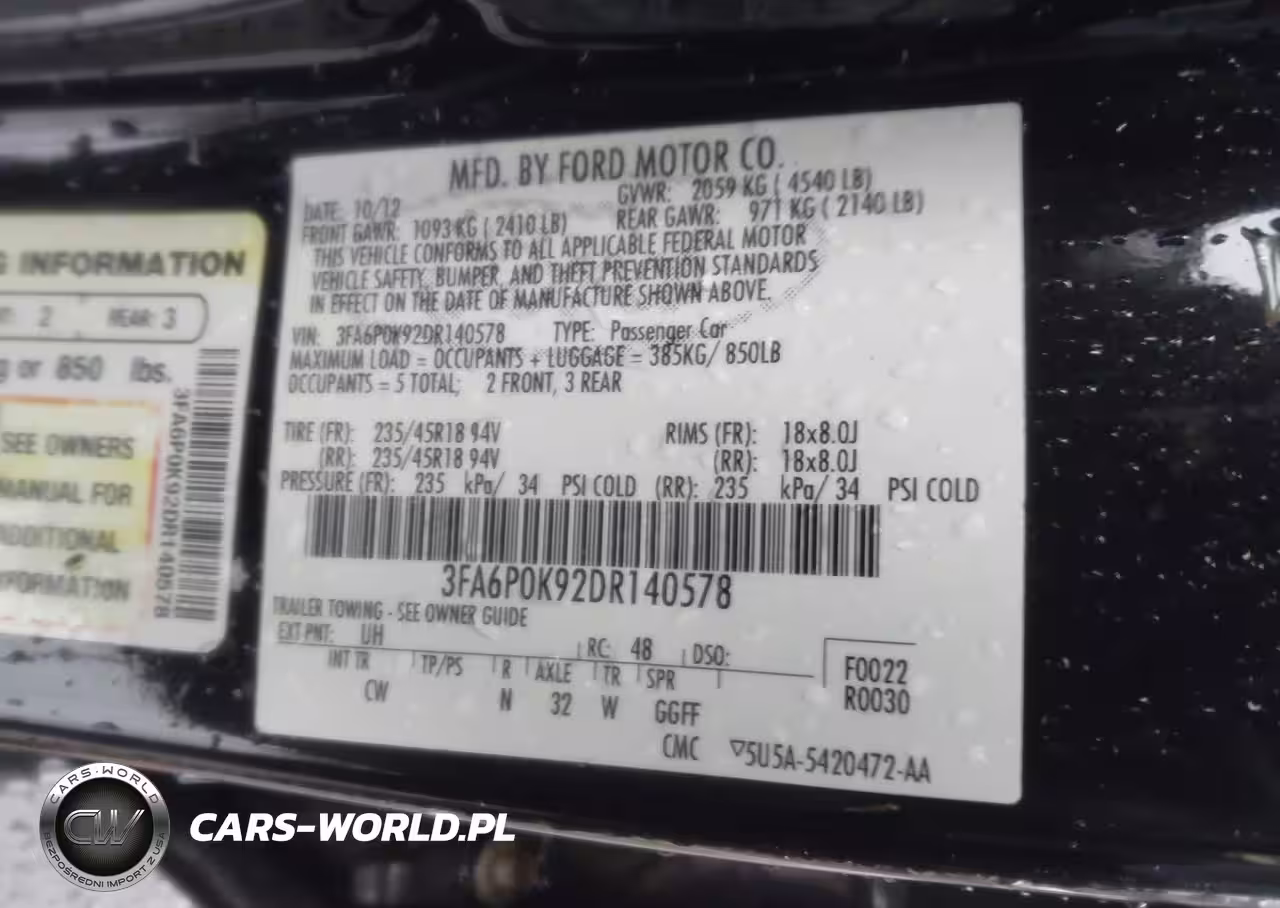 MFD. BY FORD MOTOR CO.
DATE: 10/12 GVWR: 2059 KG ( 4540 LB)
FRONT GAWR: 1093 KG ( 2410 LB) REAR GAWR: 971 KG ( 2140 LB)
THIS VEHICLE CONFORMS TO ALL APPLICABLE FEDERAL MOTOR
VEHICLE SAFETY, BUMPER, AND THEFT PREVENTION STANDARDS
IN EFFECT ON THE DATE OF MANUFACTURE SHOWN ABOVE.
VIN: 3FA6P0K92DR140578 TYPE: Passenger Car
MAXIMUM LOAD = OCCUPANTS + LUGGAGE = 385KG/ 850LB
OCCUPANTS = 5 TOTAL; 2 FRONT, 3 REAR
TIRE (FR): 235/45R18 94V RIMS (FR): 18x8.0J
(RR): 235/45R18 94V (RR): 18x8.0J
PRESSURE (FR): 235 kPa/ 34 PSI COLD (RR): 235 kPa/ 34 PSI COLD
3FA6P0K92DR140578
TRAILER TOWING - SEE OWNER GUIDE
EXT PNT: UH RC: 48 DSO:
INT TR TP/PS R AXLE TR SPR
CW N 32 W GGFF
F0022
R0030
CMC ▽5U5A-5420472-AA
INFORMATION
2 REAR: 3
or 850 lbs.
SEE OWNERS
MANUAL FOR
ADDITIONAL
3FA6P0K92DR140578
CARS-WORLD
CW
BEZPOŚREDNI IMPORT Z USA
CARS-WORLD.PL